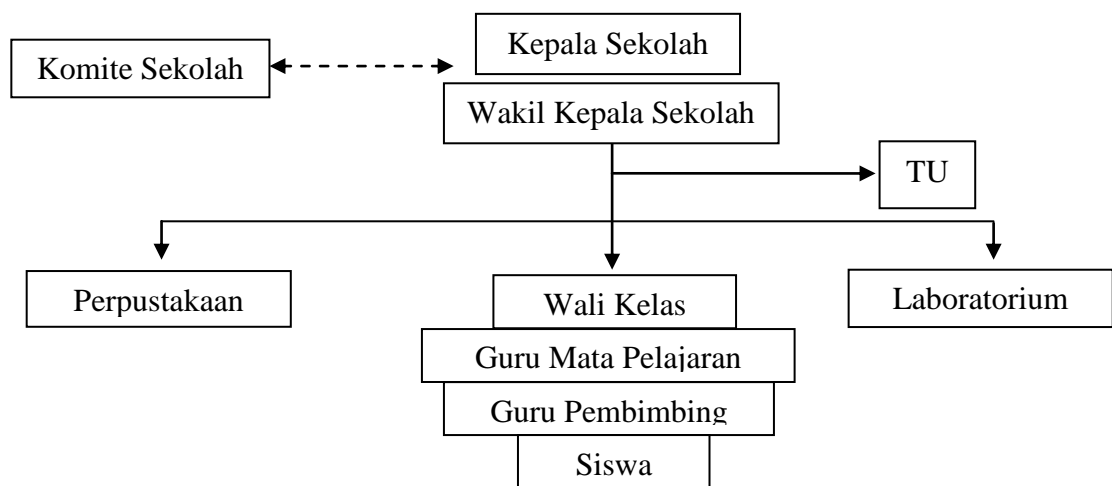 Kepala Sekolah
Komite Sekolah
Wakil Kepala Sekolah
TU
Perpustakaan
Wali Kelas
Laboratorium
Guru Mata Pelajaran
Guru Pembimbing
Siswa